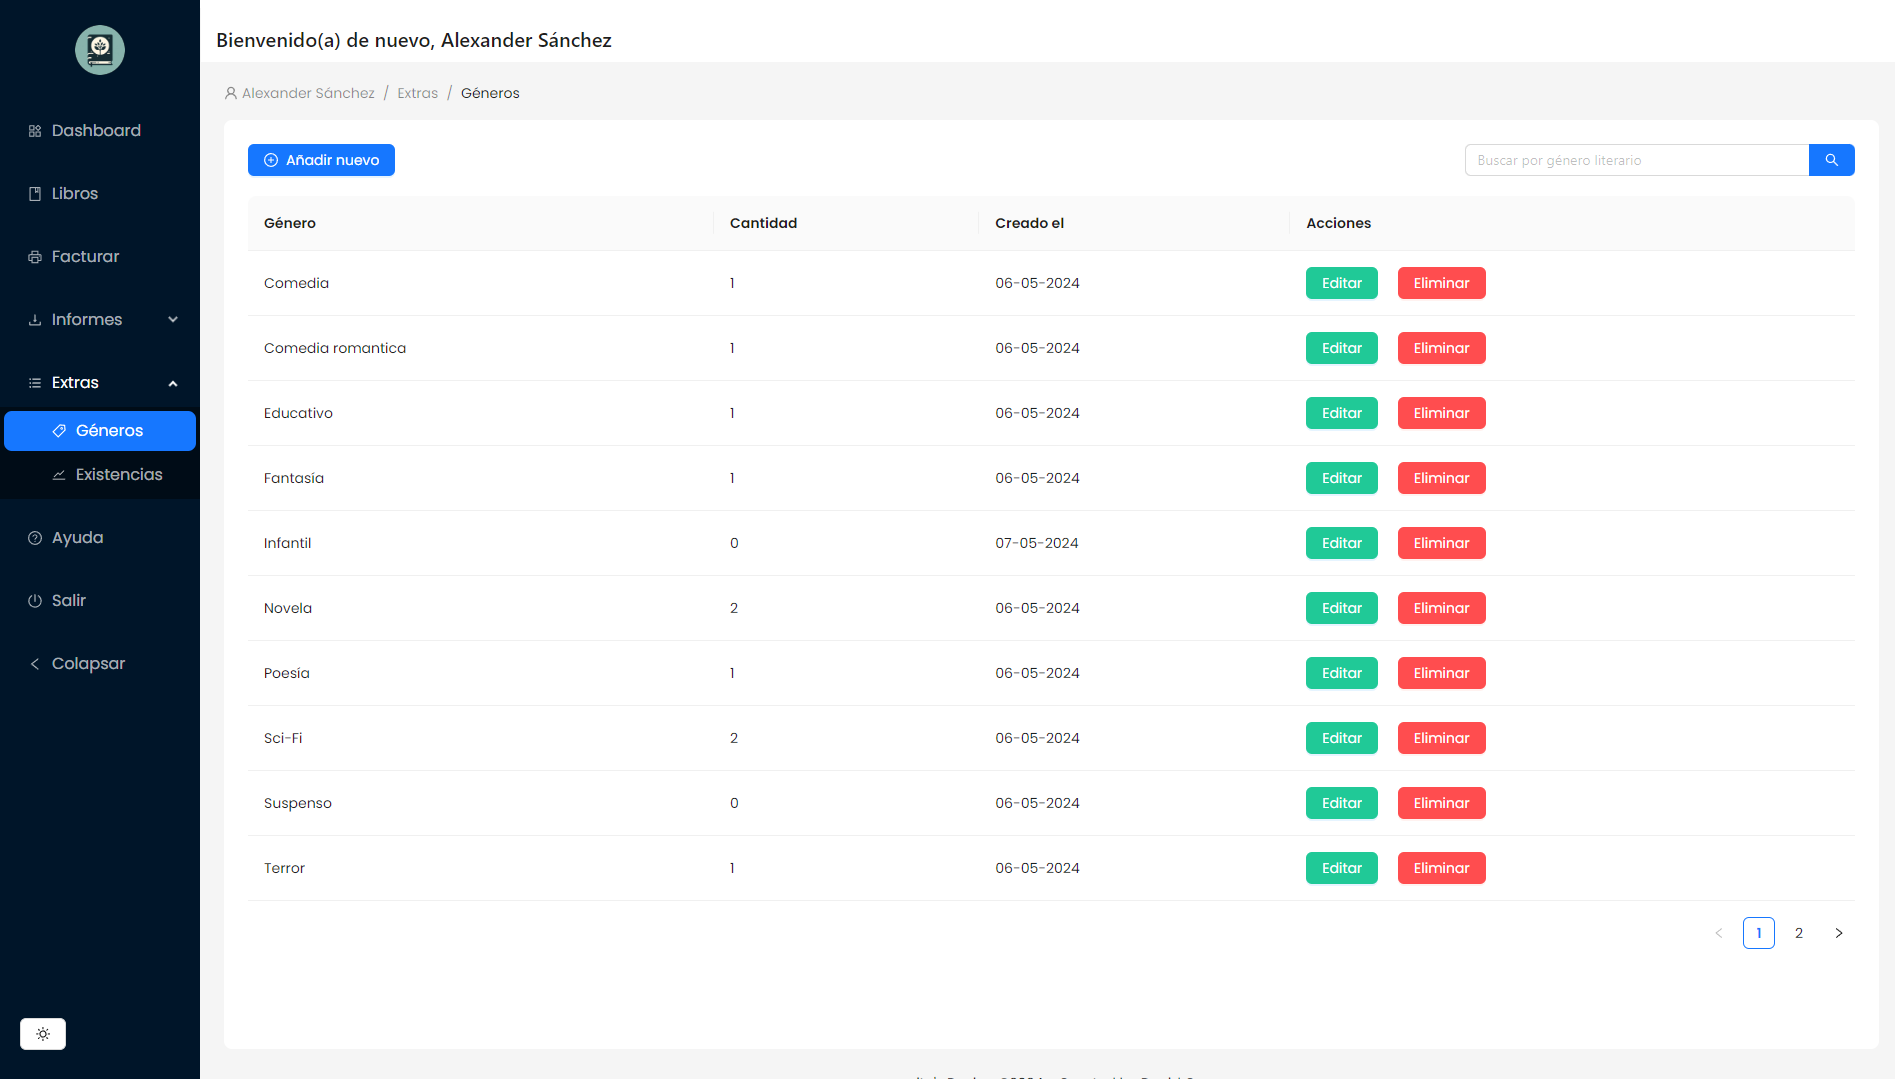 Bienvenido(a) de nuevo, Alexander Sánchez
Alexander Sánchez / Extras / Géneros
Dashboard
Libros
Facturar
Informes
Extras
Géneros
Existencias
Ayuda
Salir
Colapsar
Añadir nuevo
Buscar por género literario
Género Cantidad Creado el Acciones
Comedia 1 06-05-2024 Editar Eliminar
Comedia romantica 1 06-05-2024 Editar Eliminar
Educativo 1 06-05-2024 Editar Eliminar
Fantasía 1 06-05-2024 Editar Eliminar
Infantil 0 07-05-2024 Editar Eliminar
Novela 2 06-05-2024 Editar Eliminar
Poesía 1 06-05-2024 Editar Eliminar
Sci-Fi 2 06-05-2024 Editar Eliminar
Suspenso 0 06-05-2024 Editar Eliminar
Terror 1 06-05-2024 Editar Eliminar
< 1 2 >